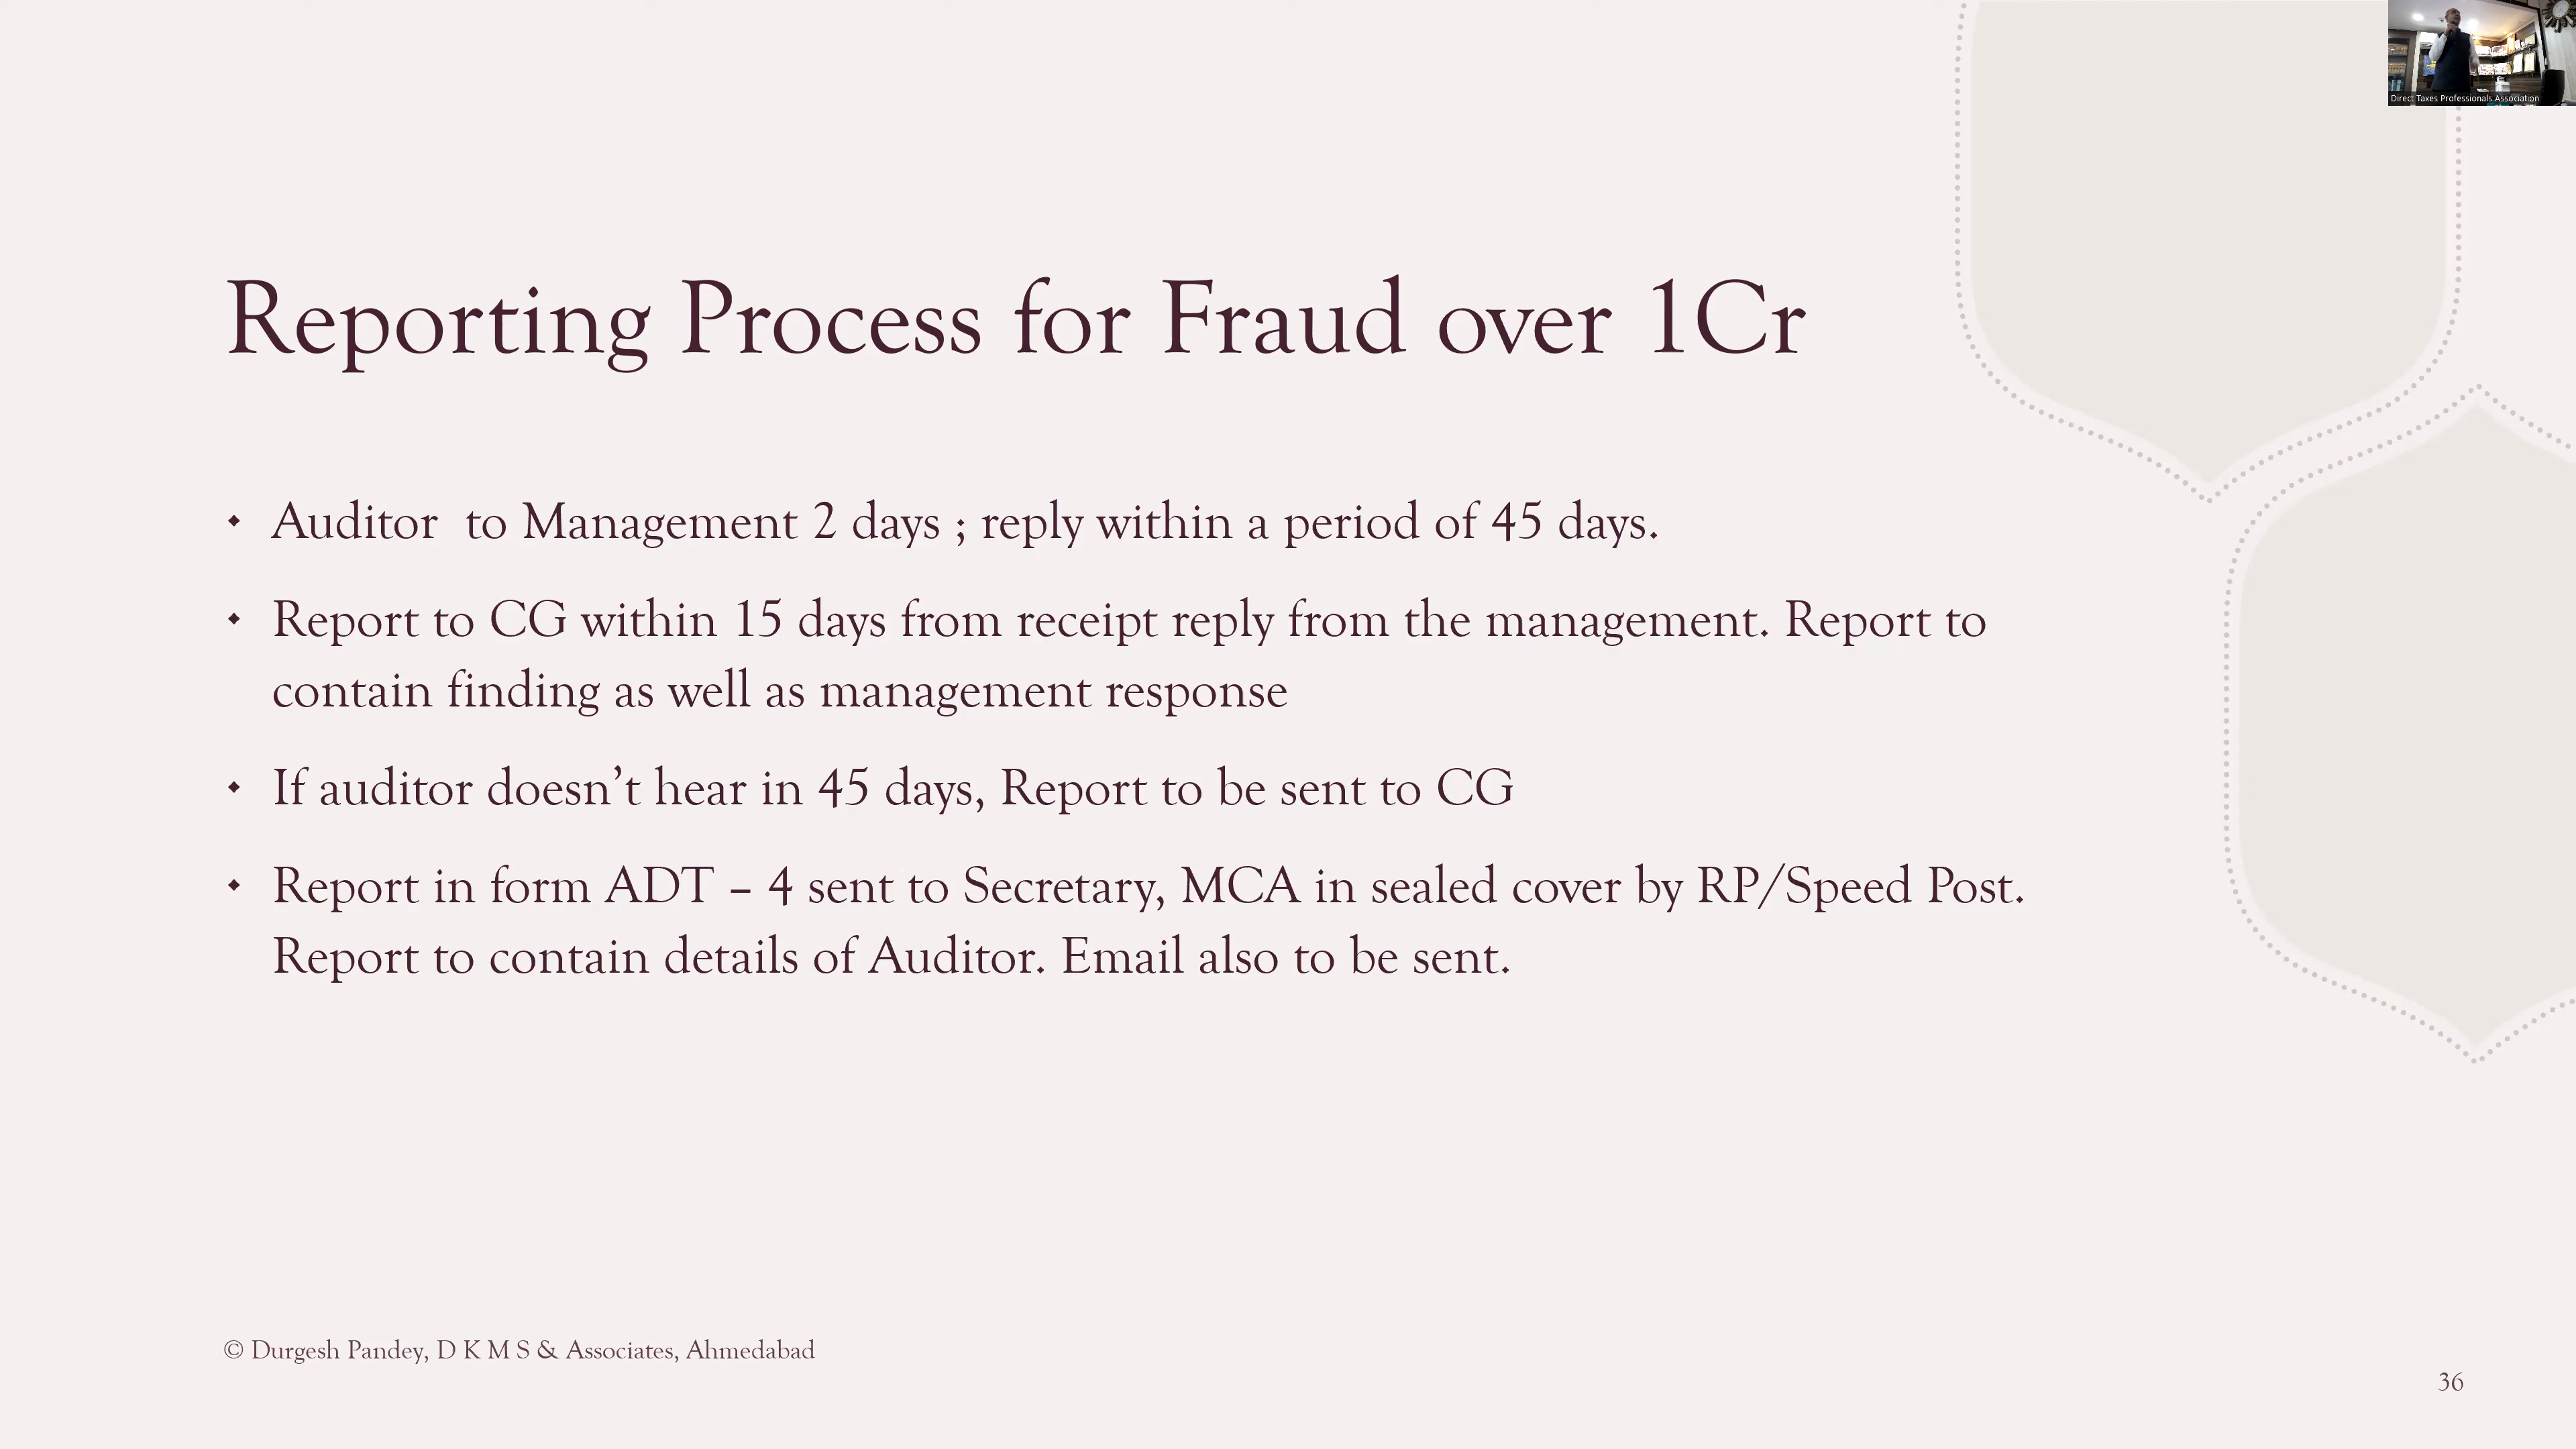 Direct Taxes Professionals Association
Reporting Process for Fraud over 1Cr
Auditor  to Management 2 days ; reply within a period of 45 days.
Report to CG within 15 days from receipt reply from the management. Report to
contain finding as well as management response
If auditor doesn’t hear in 45 days, Report to be sent to CG
Report in form ADT – 4 sent to Secretary, MCA in sealed cover by RP/Speed Post.
Report to contain details of Auditor. Email also to be sent.
© Durgesh Pandey, D K M S & Associates, Ahmedabad
36